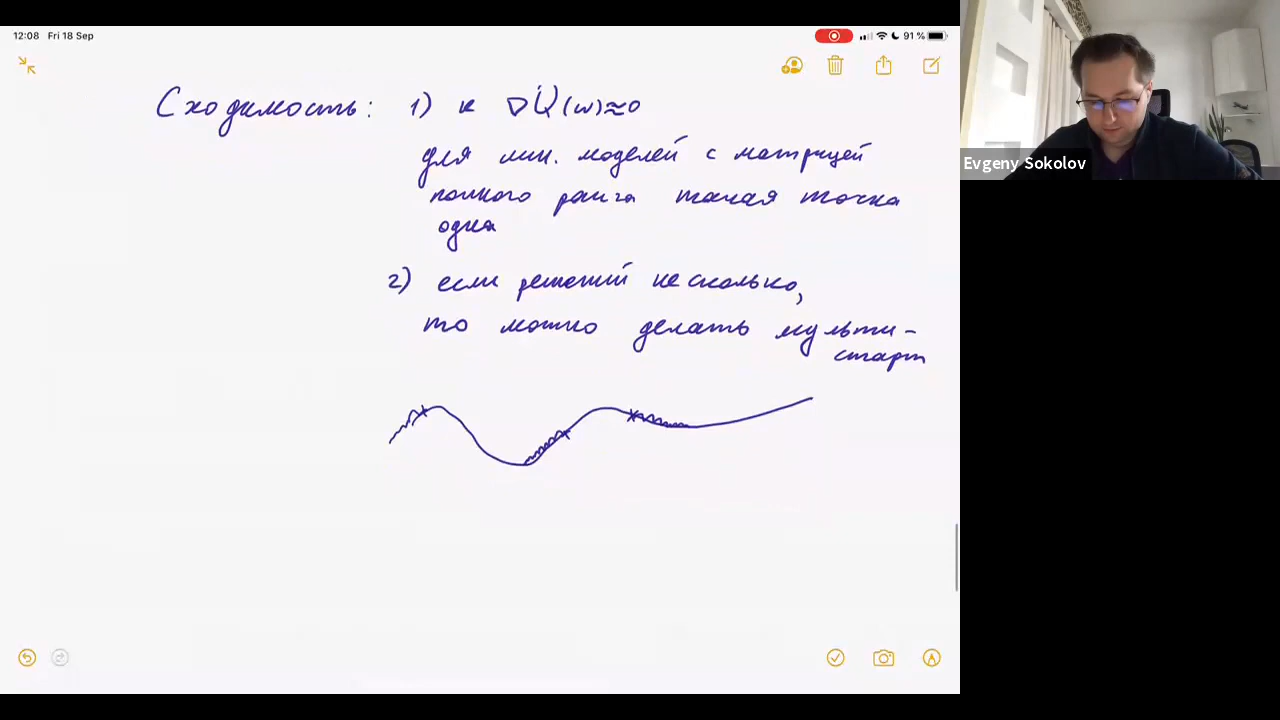 12:08 Fri 18 Sep
91 %
Evgeny Sokolov
Сходимость: 1) к ∇Q(w)≈0
для лин. моделей с матрицей
полного ранга такая точка
одна
2) если решений несколько,
то можно делать мульти-
старт